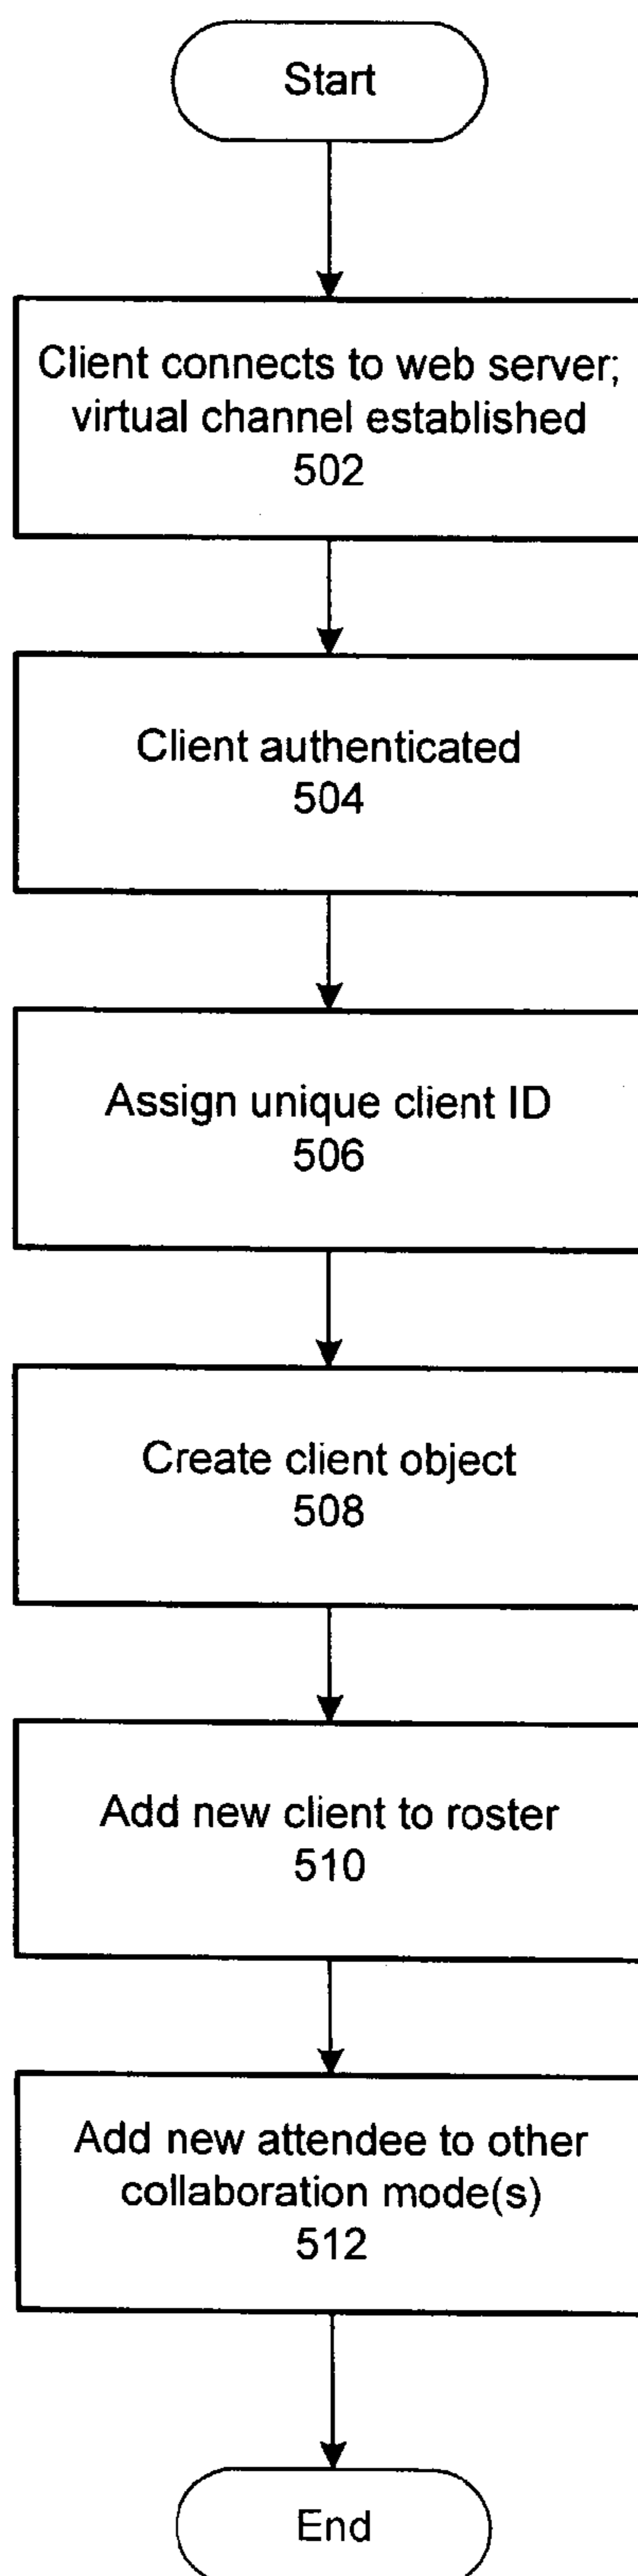 Start
Client connects to web server;
virtual channel established
502
Client authenticated
504
Assign unique client ID
506
Create client object
508
Add new client to roster
510
Add new attendee to other
collaboration mode(s)
512
End